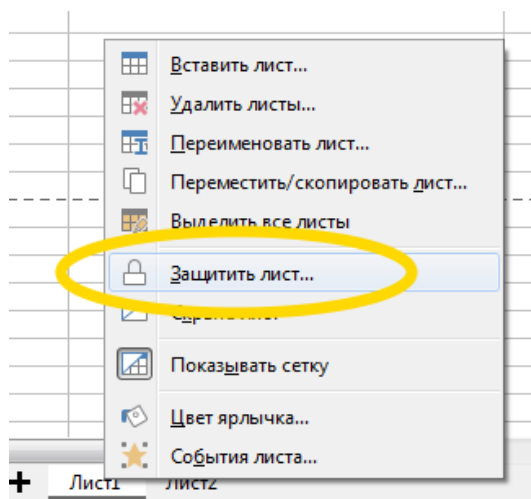 Вставить лист...
Удалить листы...
Переименовать лист...
Переместить/скопировать лист...
Выделить все листы
Защитить лист...
Показывать сетку
Цвет ярлычка...
События листа...
Лист1 Лист2